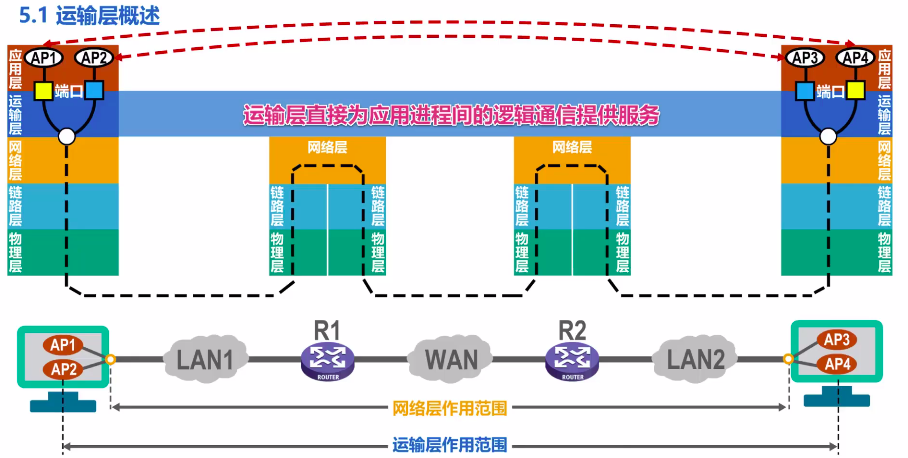 5.1 运输层概述
应用层
AP1
AP2
端口
AP3
AP4
端口
应用层
运输层
运输层直接为应用进程间的逻辑通信提供服务
运输层
网络层
网络层
网络层
网络层
链路层
链路层
链路层
链路层
链路层
链路层
物理层
物理层
物理层
物理层
物理层
物理层
AP1
AP2
LAN1
R1
ROUTER
WAN
R2
ROUTER
LAN2
AP3
AP4
网络层作用范围
运输层作用范围